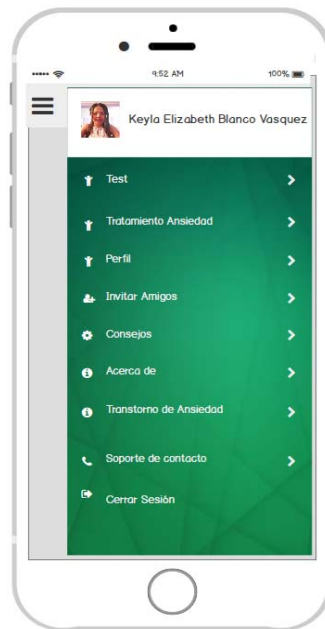 9:52 AM
100%
Keyla Elizabeth Blanco Vasquez
Test
Tratamiento Ansiedad
Perfil
Invitar Amigos
Consejos
Acerca de
Transtorno de Ansiedad
Soporte de contacto
Cerrar Sesión